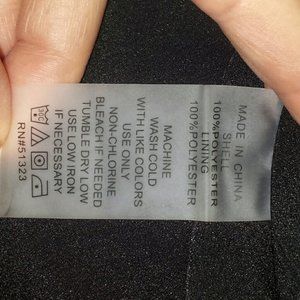 MADE IN CHINA
SHELL
100%POLYESTER
LINING
100%POLYESTER
MACHINE
WASH COLD
WITH LIKE COLORS
USE ONLY
NON-CHLORINE
BLEACH IF NEEDED
TUMBLE DRY LOW
USE LOW IRON
IF NECESSARY
RN#51323